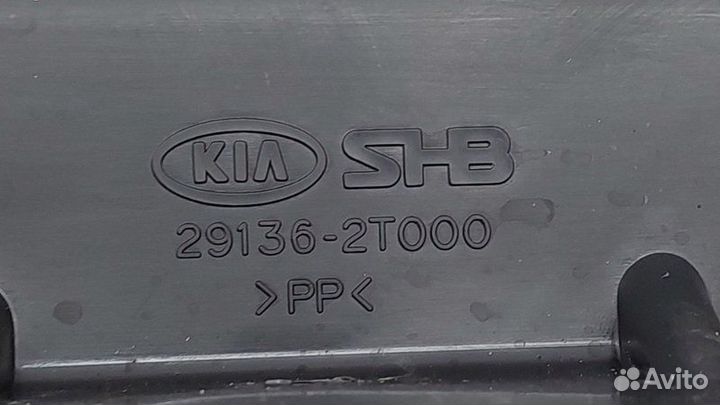 KIA SHB
29136-2T000
>PP<
Avito